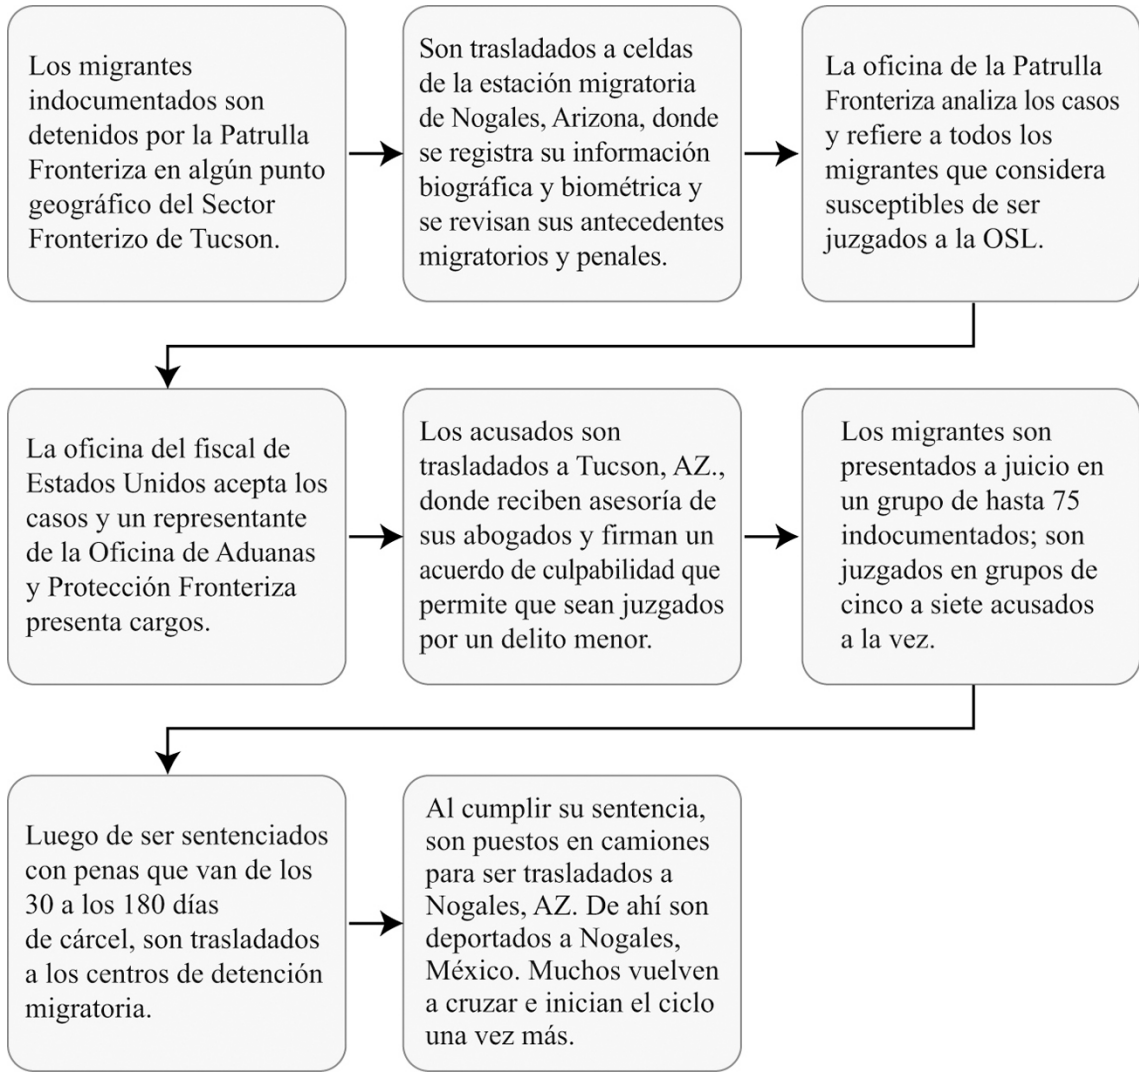 Los migrantes
indocumentados son
detenidos por la Patrulla
Fronteriza en algún punto
geográfico del Sector
Fronterizo de Tucson.
Son trasladados a celdas
de la estación migratoria
de Nogales, Arizona, donde
se registra su información
biográfica y biométrica y
se revisan sus antecedentes
migratorios y penales.
La oficina de la Patrulla
Fronteriza analiza los casos
y refiere a todos los
migrantes que considera
susceptibles de ser
juzgados a la OSL.
La oficina del fiscal de
Estados Unidos acepta los
casos y un representante
de la Oficina de Aduanas
y Protección Fronteriza
presenta cargos.
Los acusados son
trasladados a Tucson, AZ.,
donde reciben asesoría de
sus abogados y firman un
acuerdo de culpabilidad que
permite que sean juzgados
por un delito menor.
Los migrantes son
presentados a juicio en
un grupo de hasta 75
indocumentados; son
juzgados en grupos de
cinco a siete acusados
a la vez.
Luego de ser sentenciados
con penas que van de los
30 a los 180 días
de cárcel, son trasladados
a los centros de detención
migratoria.
Al cumplir su sentencia,
son puestos en camiones
para ser trasladados a
Nogales, AZ. De ahí son
deportados a Nogales,
México. Muchos vuelven
a cruzar e inician el ciclo
una vez más.